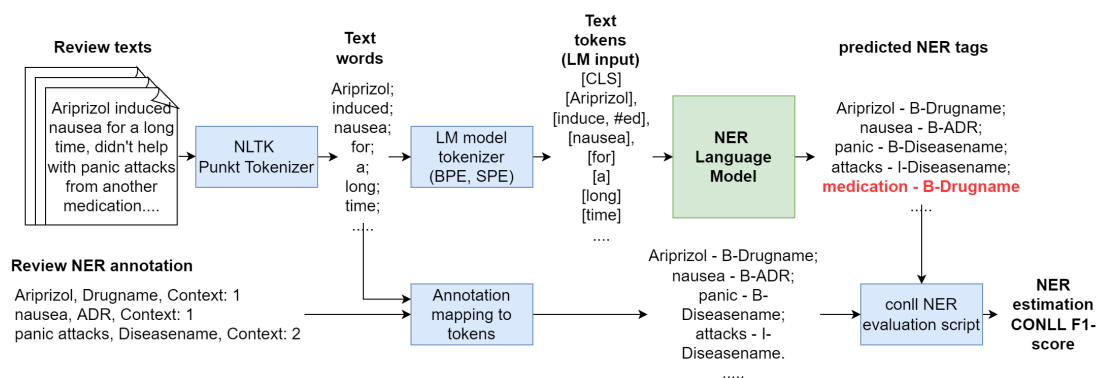 Review texts
Ariprizol induced
nausea for a long
time, didn't help
with panic attacks
from another
medication....
NLTK
Punkt Tokenizer
Text
words
Ariprizol;
induced;
nausea;
for;
a;
long;
time;
.....
LM model
tokenizer
(BPE, SPE)
Text
tokens
(LM input)
[CLS]
[Ariprizol],
[induce, #ed],
[nausea],
[for]
[a]
[long]
[time]
....
NER
Language
Model
predicted NER tags
Ariprizol - B-Drugname;
nausea - B-ADR;
panic - B-Diseasename;
attacks - I-Diseasename;
medication - B-Drugname
.....
Review NER annotation
Ariprizol, Drugname, Context: 1
nausea, ADR, Context: 1
panic attacks, Diseasename, Context: 2
Annotation
mapping to
tokens
Ariprizol - B-Drugname;
nausea - B-ADR;
panic - B-
Diseasename;
attacks - I-
Diseasename.
.....
conll NER
evaluation script
NER
estimation
CONLL F1-
score